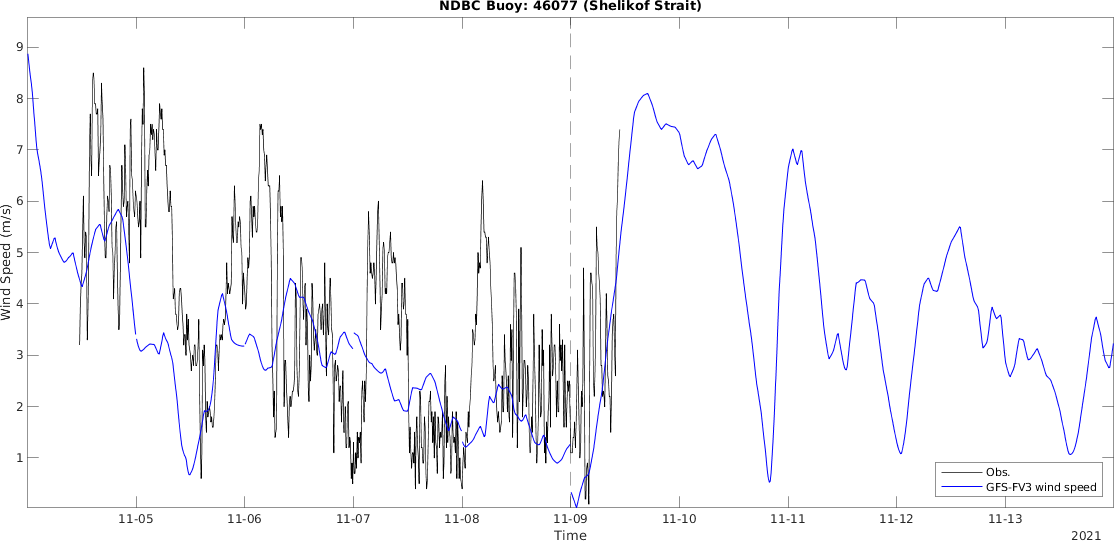 NDBC Buoy: 46077 (Shelikof Strait)
9
8
7
6
5
4
3
2
1
Wind Speed (m/s)
Obs.
GFS-FV3 wind speed
11-05 11-06 11-07 11-08 11-09 11-10 11-11 11-12 11-13
Time
2021